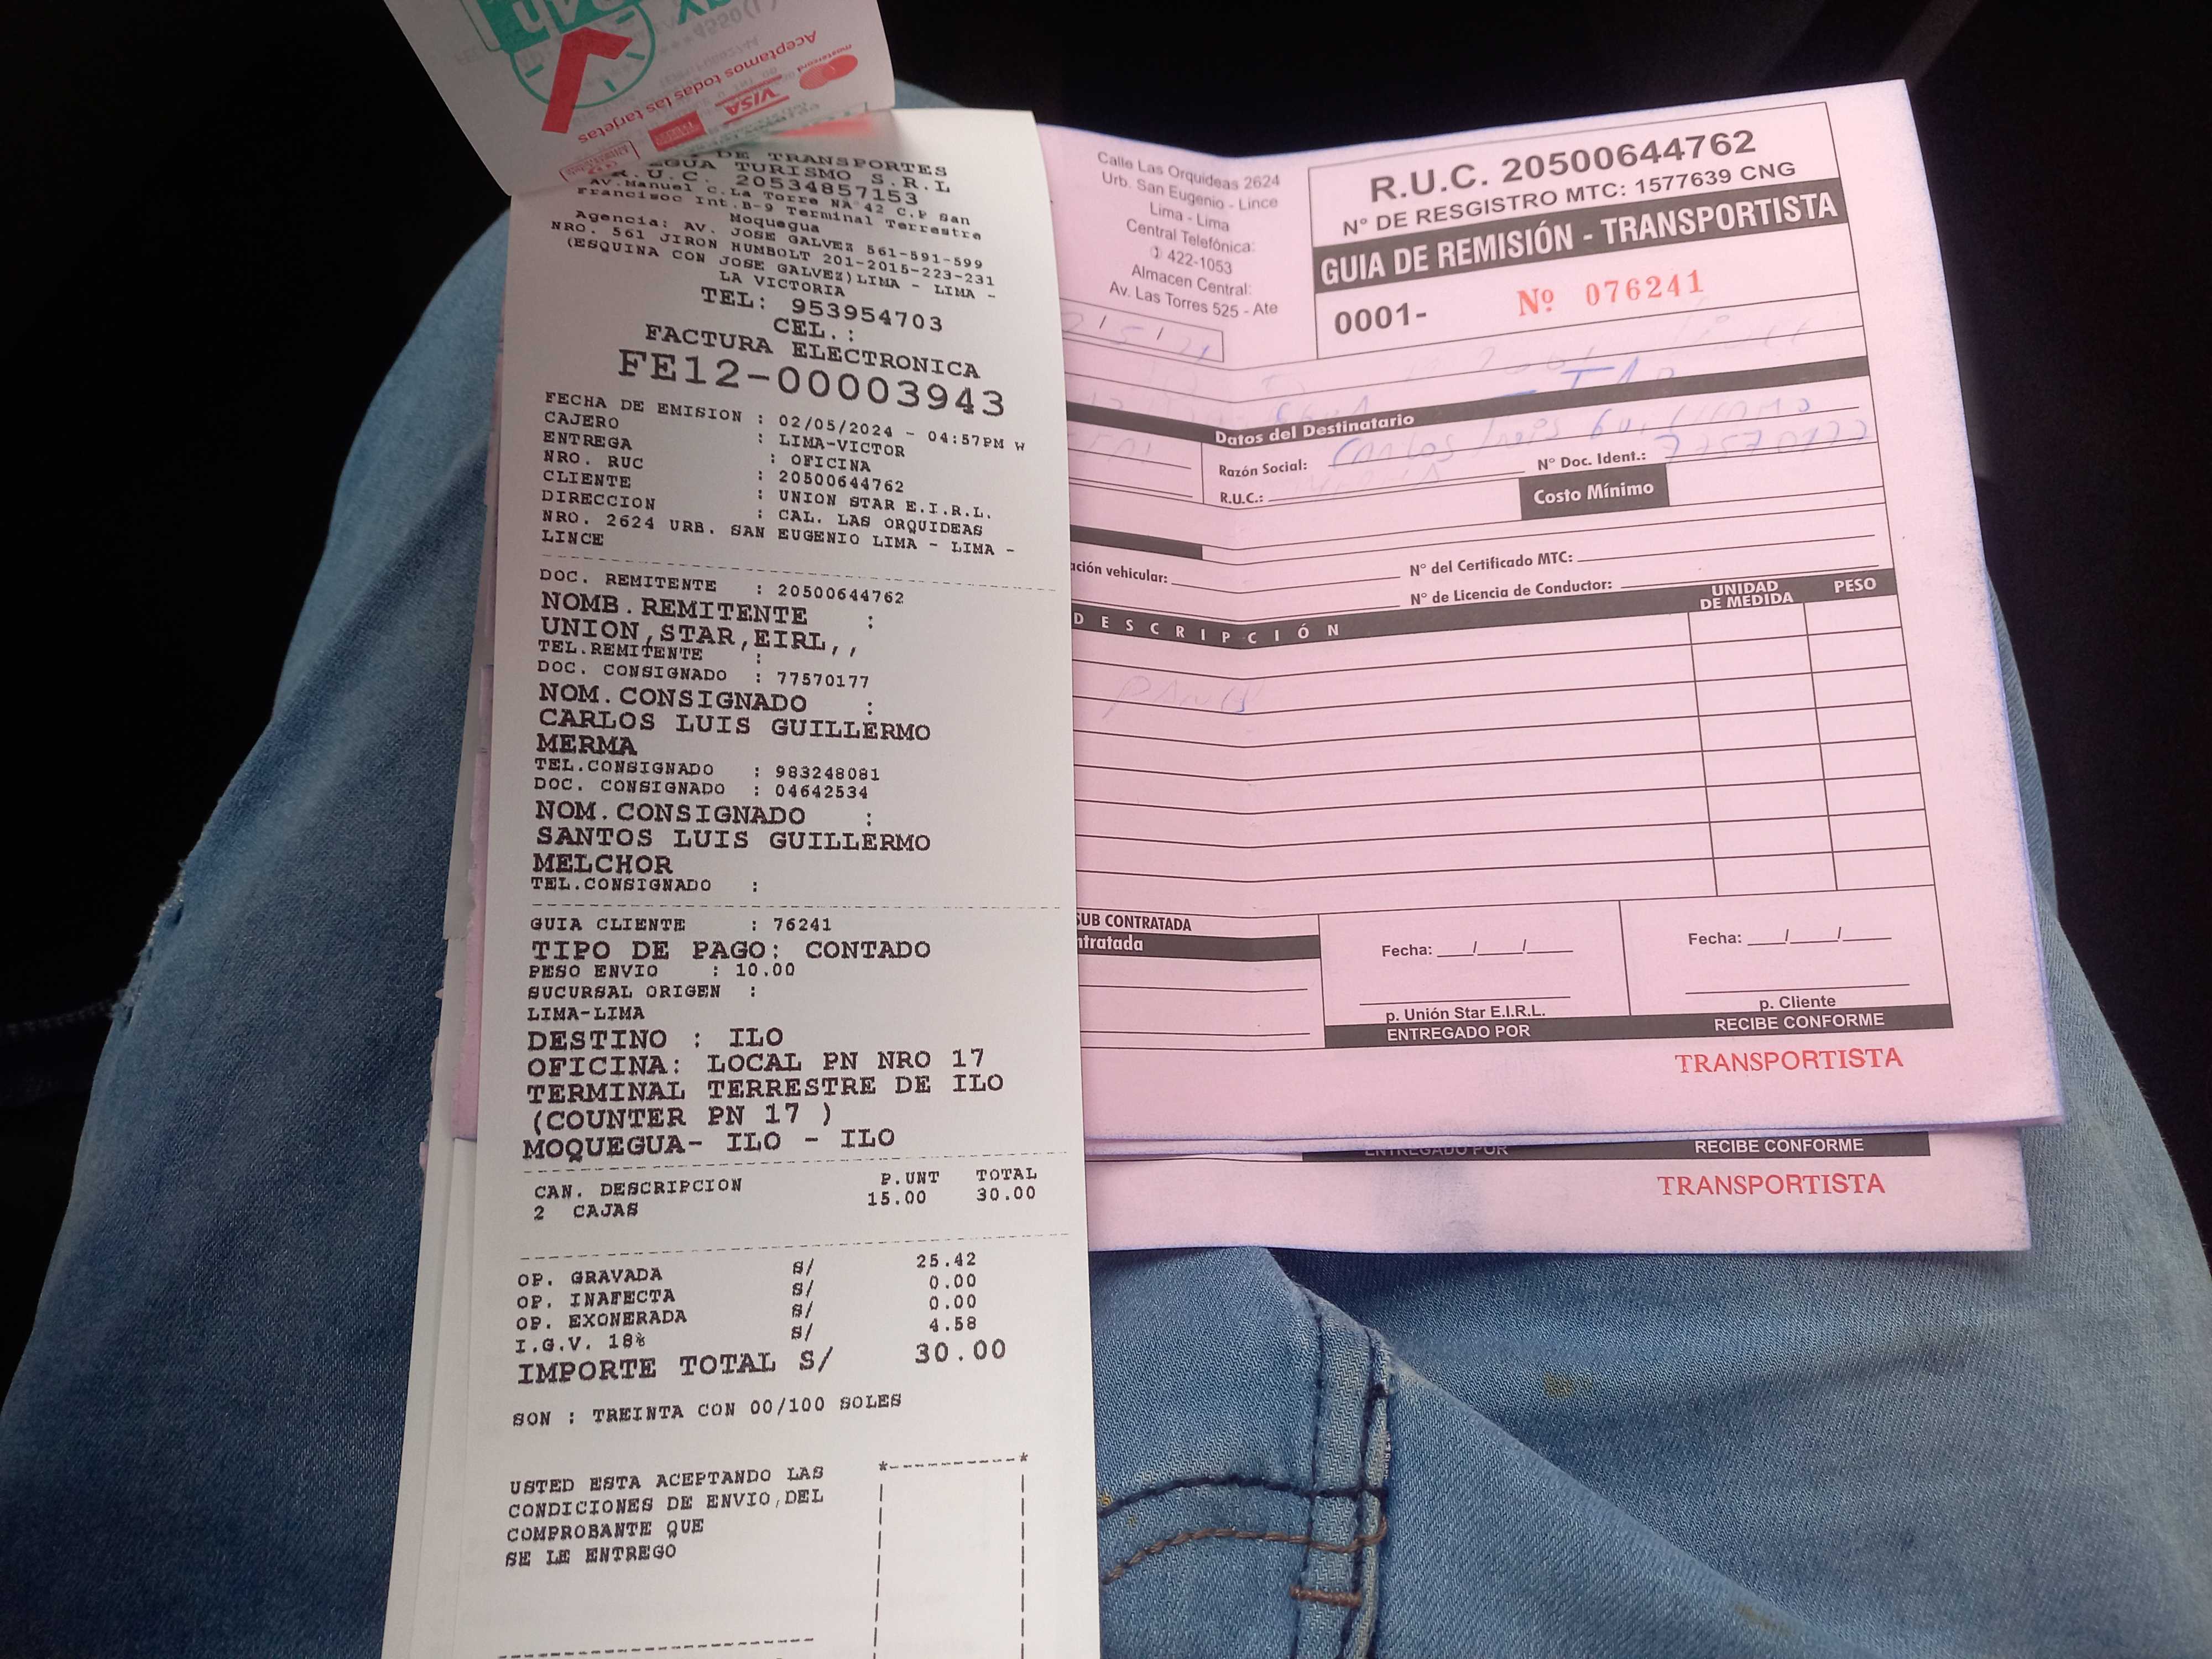 Aceptamos todas las tarjetas
mastercard
VISA
DE TRANSPORTES
EGUA TURISMO S.R.L
R.U.C. 20534857153
AV.Manuel C.La Torre NA 42 C.P San
Francisoc Int.B-9 Terminal Terrestre
Moquegua
Agencia: AV. JOSE GALVEZ 561-591-599
NRO. 561 JIRON HUMBOLT 201-2015-223-231
(ESQUINA CON JOSE GALVEZ)LIMA - LIMA -
LA VICTORIA
TEL: 953954703
CEL.:
FACTURA ELECTRONICA
FE12-00003943
FECHA DE EMISION : 02/05/2024 - 04:57PM W
CAJERO : LIMA-VICTOR
ENTREGA : OFICINA
NRO. RUC : 20500644762
CLIENTE : UNION STAR E.I.R.L.
DIRECCION : CAL. LAS ORQUIDEAS
NRO. 2624 URB. SAN EUGENIO LIMA - LIMA -
LINCE
DOC. REMITENTE : 20500644762
NOMB.REMITENTE :
UNION,STAR,EIRL,,
TEL.REMITENTE :
DOC. CONSIGNADO : 77570177
NOM.CONSIGNADO :
CARLOS LUIS GUILLERMO
MERMA
TEL.CONSIGNADO : 983248081
DOC. CONSIGNADO : 04642534
NOM.CONSIGNADO :
SANTOS LUIS GUILLERMO
MELCHOR
TEL.CONSIGNADO :
GUIA CLIENTE : 76241
TIPO DE PAGO: CONTADO
PESO ENVIO : 10.00
SUCURSAL ORIGEN :
LIMA-LIMA
DESTINO : ILO
OFICINA: LOCAL PN NRO 17
TERMINAL TERRESTRE DE ILO
(COUNTER PN 17 )
MOQUEGUA- ILO - ILO
CAN. DESCRIPCION P.UNT TOTAL
2 CAJAS 15.00 30.00
OP. GRAVADA S/ 25.42
OP. INAFECTA S/ 0.00
OP. EXONERADA S/ 0.00
I.G.V. 18% S/ 4.58
IMPORTE TOTAL S/ 30.00
SON : TREINTA CON 00/100 SOLES
USTED ESTA ACEPTANDO LAS
CONDICIONES DE ENVIO,DEL
COMPROBANTE QUE
SE LE ENTREGO
Calle Las Orquideas 2624
Urb. San Eugenio - Lince
Lima - Lima
Central Telefónica:
422-1053
Almacen Central:
Av. Las Torres 525 - Ate
R.U.C. 20500644762
Nº DE RESGISTRO MTC: 1577639 CNG
GUIA DE REMISIÓN - TRANSPORTISTA
0001- Nº 076241
Datos del Destinatario
Razón Social: CARLOS Luis
N° Doc. Ident.:
R.U.C.:
Costo Mínimo
ación vehicular:
N° del Certificado MTC:
N° de Licencia de Conductor:
DESCRIPCIÓN UNIDAD DE MEDIDA PESO
SUB CONTRATADA
ntratada
Fecha: __/__/__
p. Unión Star E.I.R.L.
ENTREGADO POR
Fecha: __/__/__
p. Cliente
RECIBE CONFORME
TRANSPORTISTA
ENTREGADO POR
RECIBE CONFORME
TRANSPORTISTA